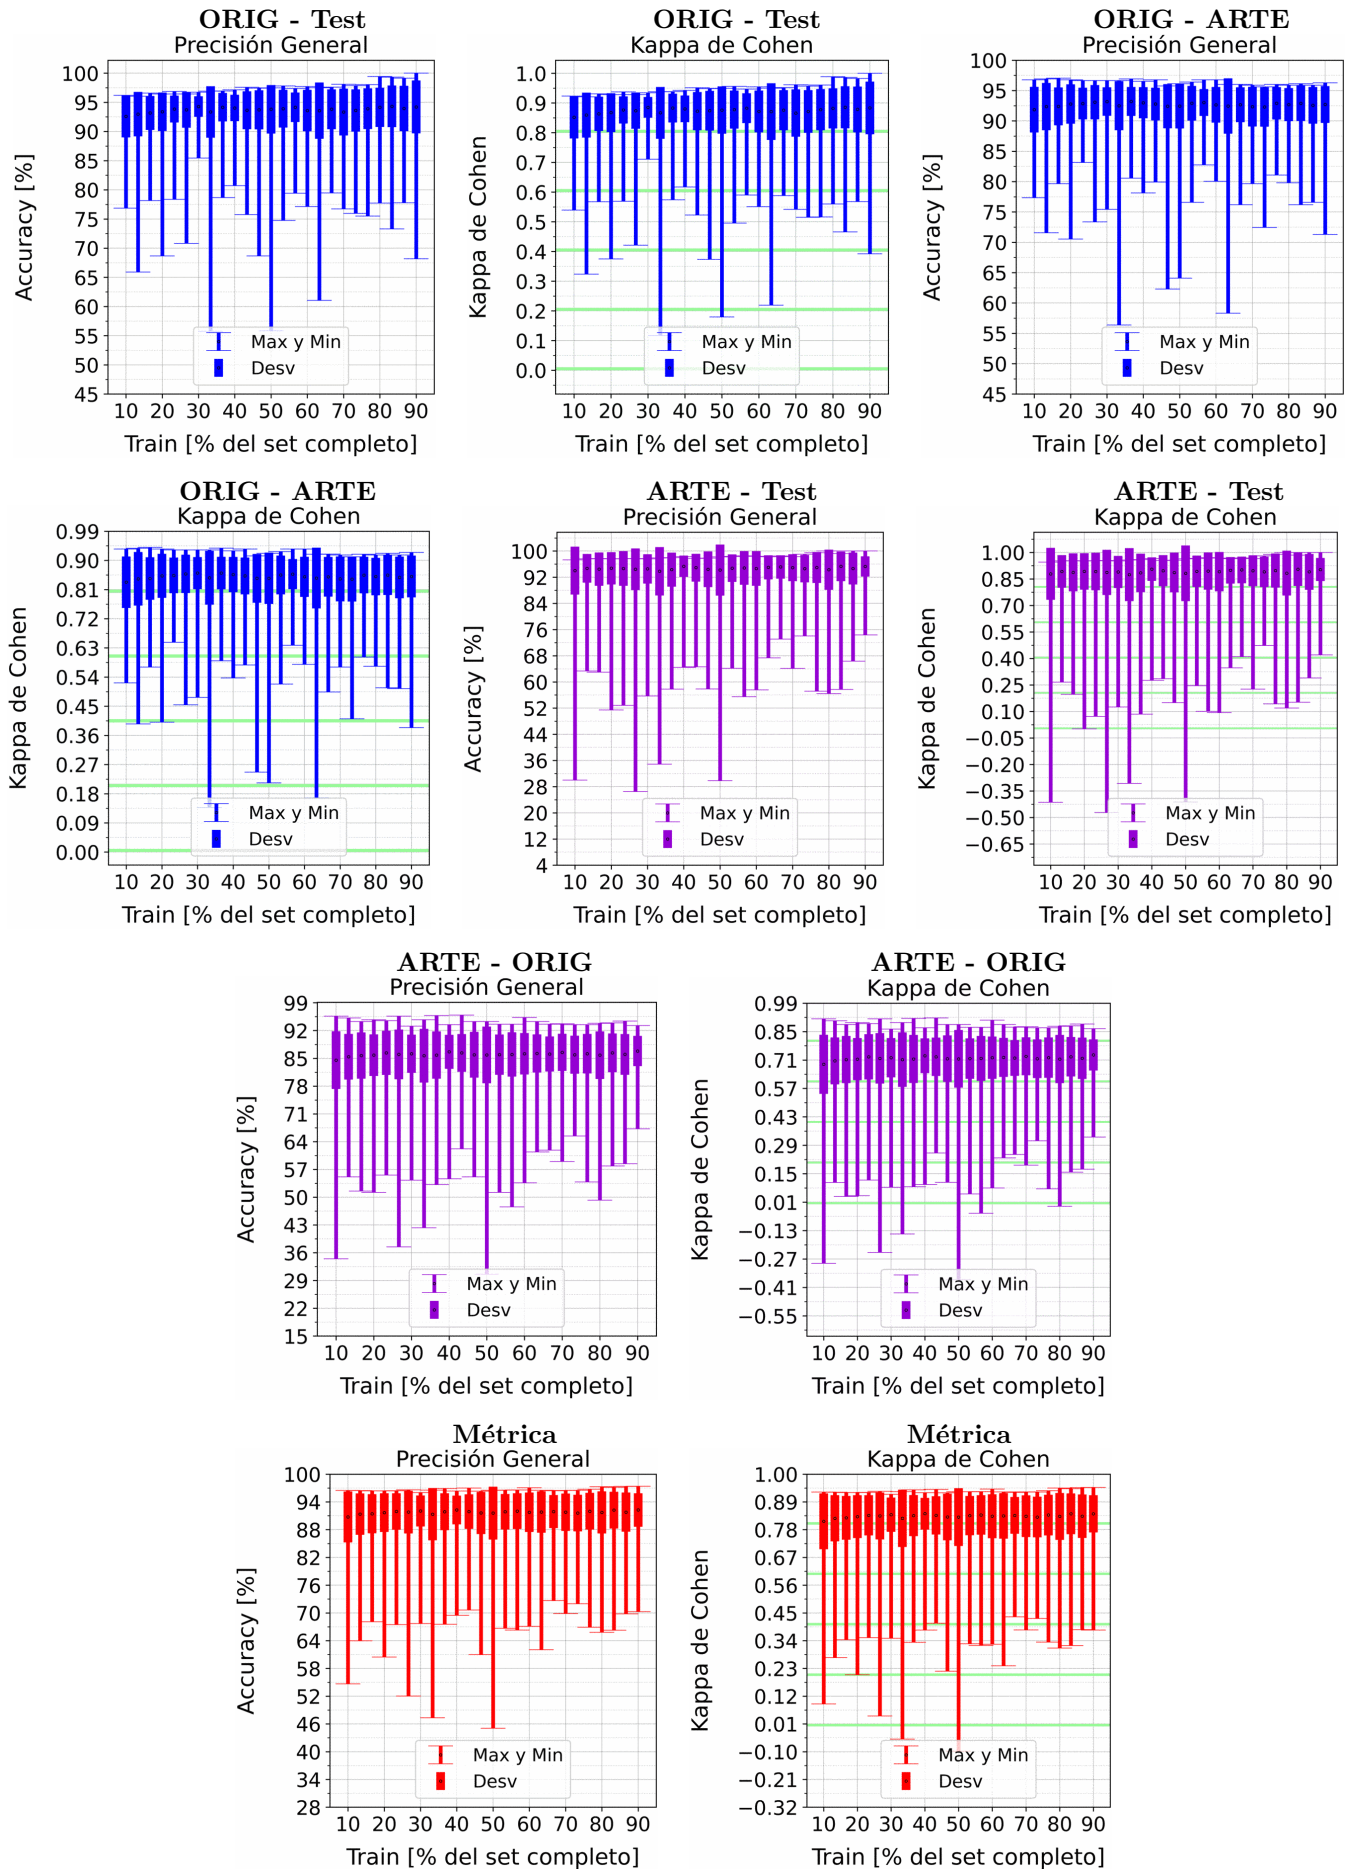 ORIG - Test
Precisión General
100
95
90
85
80
75
70
65
60
55
50
45
Accuracy [%]
Max y Min
Desv
10 20 30 40 50 60 70 80 90
Train [% del set completo]
ORIG - Test
Kappa de Cohen
1.0
0.9
0.8
0.7
0.6
0.5
0.4
0.3
0.2
0.1
0.0
Kappa de Cohen
Max y Min
Desv
10 20 30 40 50 60 70 80 90
Train [% del set completo]
ORIG - ARTE
Precisión General
100
95
90
85
80
75
70
65
60
55
50
45
Accuracy [%]
Max y Min
Desv
10 20 30 40 50 60 70 80 90
Train [% del set completo]
ORIG - ARTE
Kappa de Cohen
0.99
0.90
0.81
0.72
0.63
0.54
0.45
0.36
0.27
0.18
0.09
0.00
Kappa de Cohen
Max y Min
Desv
10 20 30 40 50 60 70 80 90
Train [% del set completo]
ARTE - Test
Precisión General
100
92
84
76
68
60
52
44
36
28
20
12
4
Accuracy [%]
Max y Min
Desv
10 20 30 40 50 60 70 80 90
Train [% del set completo]
ARTE - Test
Kappa de Cohen
1.00
0.85
0.70
0.55
0.40
0.25
0.10
−0.05
−0.20
−0.35
−0.50
−0.65
Kappa de Cohen
Max y Min
Desv
10 20 30 40 50 60 70 80 90
Train [% del set completo]
ARTE - ORIG
Precisión General
99
92
85
78
71
64
57
50
43
36
29
22
15
Accuracy [%]
Max y Min
Desv
10 20 30 40 50 60 70 80 90
Train [% del set completo]
ARTE - ORIG
Kappa de Cohen
0.99
0.85
0.71
0.57
0.43
0.29
0.15
0.01
−0.13
−0.27
−0.41
−0.55
Kappa de Cohen
Max y Min
Desv
10 20 30 40 50 60 70 80 90
Train [% del set completo]
Métrica
Precisión General
100
94
88
82
76
70
64
58
52
46
40
34
28
Accuracy [%]
Max y Min
Desv
10 20 30 40 50 60 70 80 90
Train [% del set completo]
Métrica
Kappa de Cohen
1.00
0.89
0.78
0.67
0.56
0.45
0.34
0.23
0.12
0.01
−0.10
−0.21
−0.32
Kappa de Cohen
Max y Min
Desv
10 20 30 40 50 60 70 80 90
Train [% del set completo]